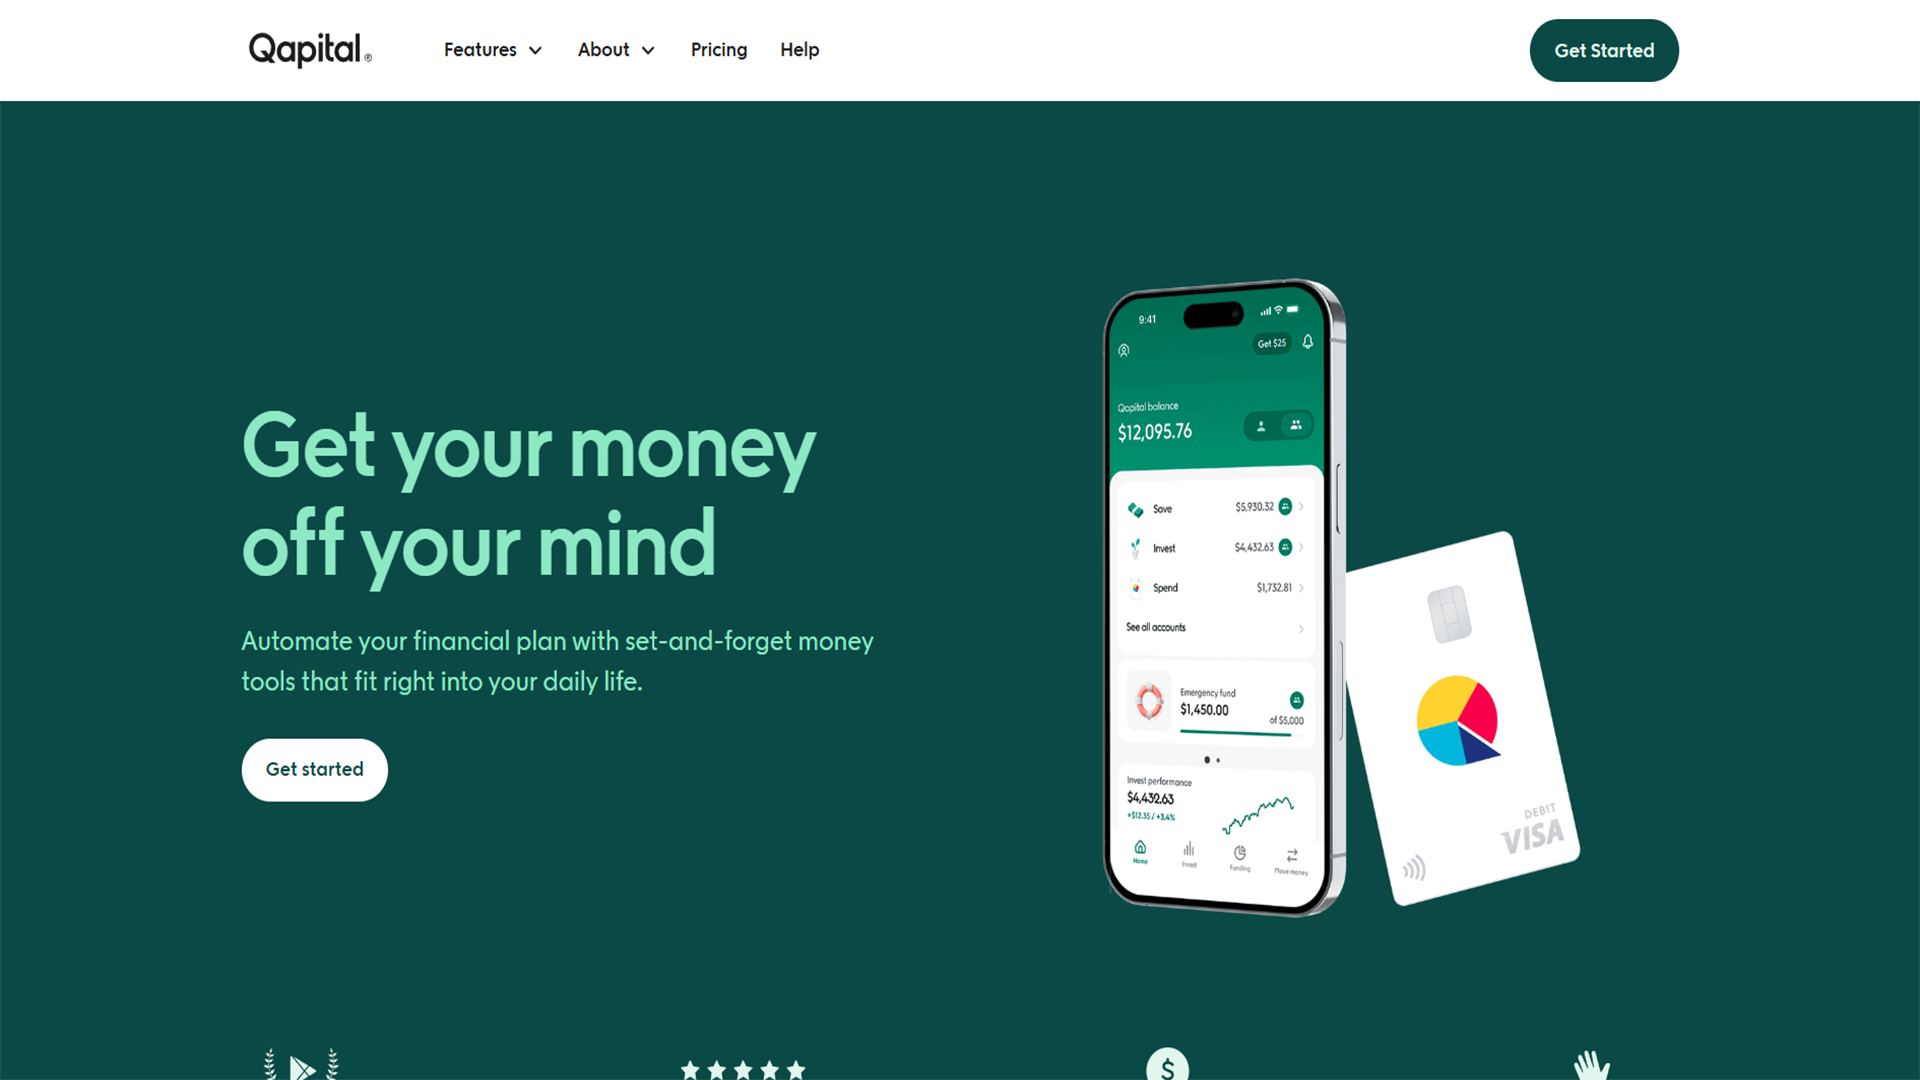 Qapital®
Features
About
Pricing
Help
Get Started
Get your money
off your mind
Automate your financial plan with set-and-forget money
tools that fit right into your daily life.
Get started
9:41
Get $25
Qapital balance
$12,095.76
Save $5,930.32
Invest $4,432.63
Spend $1,732.81
See all accounts
Emergency fund
$1,450.00
of $5,000
Invest performance
$4,432.63
+$12.35 / +3.4%
Home Invest Funding Move money
DEBIT
VISA
$